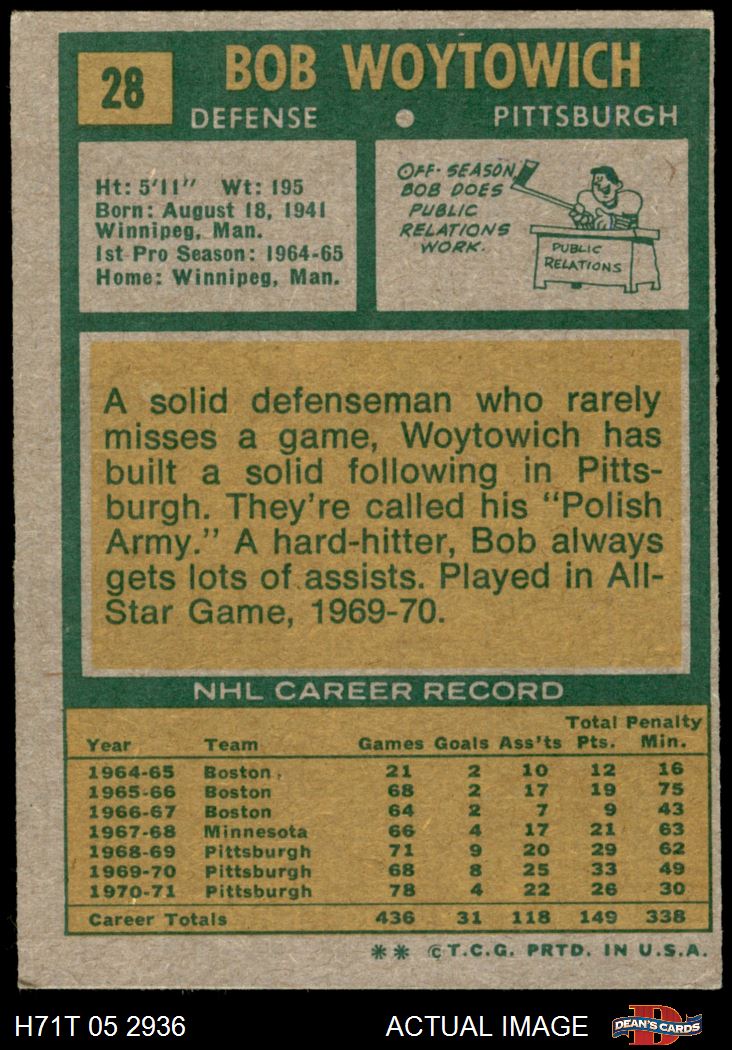 28
BOB WOYTOWICH
DEFENSE
PITTSBURGH
Ht: 5'11" Wt: 195
Born: August 18, 1941
Winnipeg, Man.
1st Pro Season: 1964-65
Home: Winnipeg, Man.
OFF-SEASON,
BOB DOES
PUBLIC
RELATIONS
WORK.
PUBLIC
RELATIONS
A solid defenseman who rarely
misses a game, Woytowich has
built a solid following in Pitts-
burgh. They're called his "Polish
Army." A hard-hitter, Bob always
gets lots of assists. Played in All-
Star Game, 1969-70.
NHL CAREER RECORD
Total Penalty
Year Team Games Goals Ass'ts Pts. Min.
1964-65 Boston 21 2 10 12 16
1965-66 Boston 68 2 17 19 75
1966-67 Boston 64 2 7 9 43
1967-68 Minnesota 66 4 17 21 63
1968-69 Pittsburgh 71 9 20 29 62
1969-70 Pittsburgh 68 8 25 33 49
1970-71 Pittsburgh 78 4 22 26 30
Career Totals 436 31 118 149 338
** © T.C.G. PRTD. IN U.S.A.
H71T 05 2936
ACTUAL IMAGE
D
DEAN'S CARDS